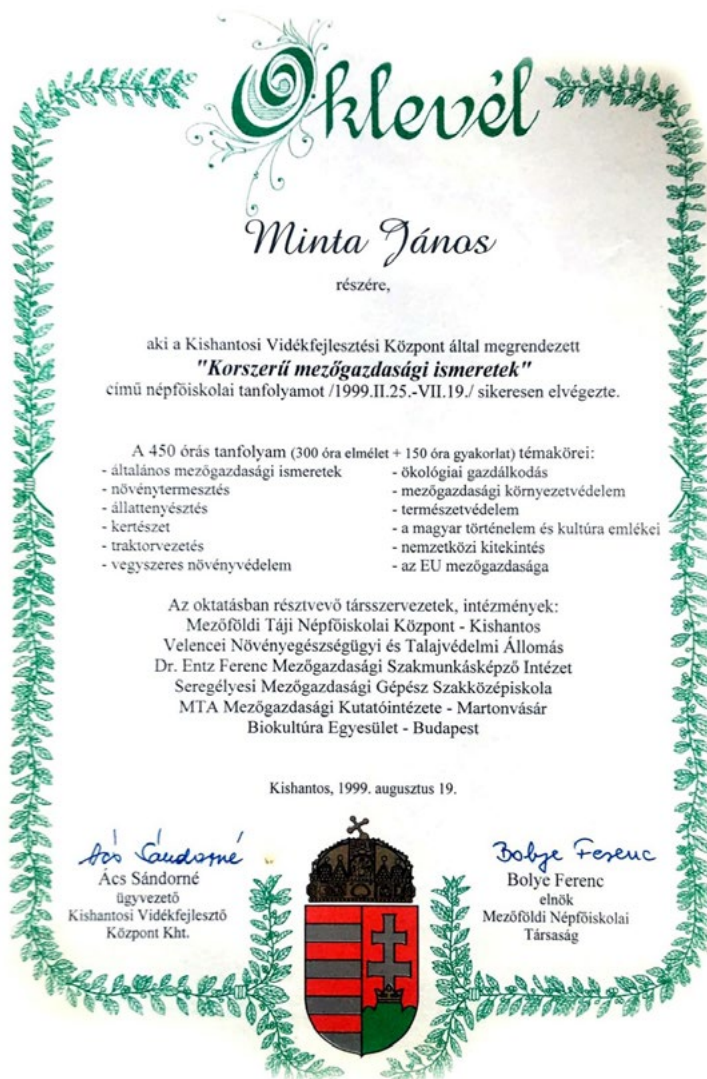 Oklevél
Minta János
részére,
aki a Kishantosi Vidékfejlesztési Központ által megrendezett
"Korszerű mezőgazdasági ismeretek"
című népfőiskolai tanfolyamot /1999.II.25.-VII.19./ sikeresen elvégezte.
A 450 órás tanfolyam (300 óra elmélet + 150 óra gyakorlat) témakörei:
- általános mezőgazdasági ismeretek
- növénytermesztés
- állattenyésztés
- kertészet
- traktorvezetés
- vegyszeres növényvédelem
- ökológiai gazdálkodás
- mezőgazdasági környezetvédelem
- természetvédelem
- a magyar történelem és kultúra emlékei
- nemzetközi kitekintés
- az EU mezőgazdasága
Az oktatásban résztvevő társszervezetek, intézmények:
Mezőföldi Táji Népfőiskolai Központ - Kishantos
Velencei Növényegészségügyi és Talajvédelmi Állomás
Dr. Entz Ferenc Mezőgazdasági Szakmunkásképző Intézet
Seregélyesi Mezőgazdasági Gépész Szakközépiskola
MTA Mezőgazdasági Kutatóintézete - Martonvásár
Biokultúra Egyesület - Budapest
Kishantos, 1999. augusztus 19.
Ács Sándorné
Ács Sándorné
ügyvezető
Kishantosi Vidékfejlesztő
Központ Kht.
Bolye Ferenc
Bolye Ferenc
elnök
Mezőföldi Népfőiskolai
Társaság